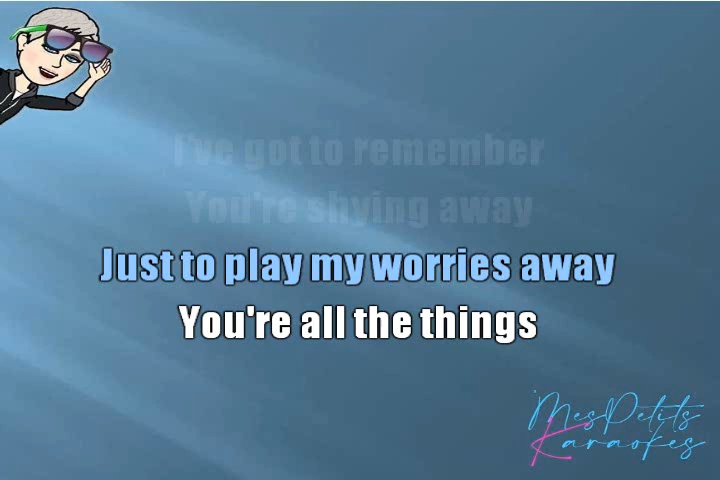 I've got to remember
You're shying away
Just to play my worries away
You're all the things
MesPetits
Karaokes